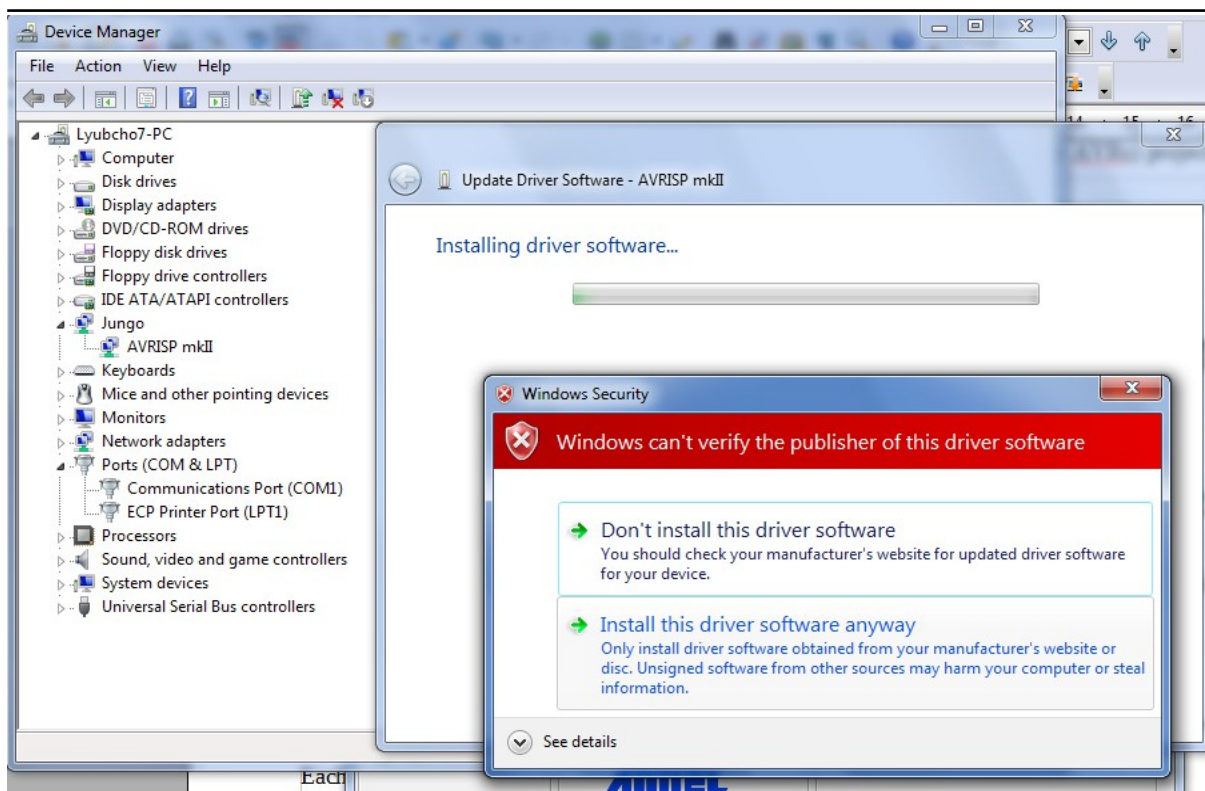 Device Manager
File Action View Help
Lyubcho7-PC
Computer
Disk drives
Display adapters
DVD/CD-ROM drives
Floppy disk drives
Floppy drive controllers
IDE ATA/ATAPI controllers
Jungo
AVRISP mkII
Keyboards
Mice and other pointing devices
Monitors
Network adapters
Ports (COM & LPT)
Communications Port (COM1)
ECP Printer Port (LPT1)
Processors
Sound, video and game controllers
System devices
Universal Serial Bus controllers
14 15 16
Update Driver Software - AVRISP mkII
Installing driver software...
Windows Security
Windows can't verify the publisher of this driver software
Don't install this driver software
You should check your manufacturer's website for updated driver software
for your device.
Install this driver software anyway
Only install driver software obtained from your manufacturer's website or
disc. Unsigned software from other sources may harm your computer or steal
information.
See details
Each